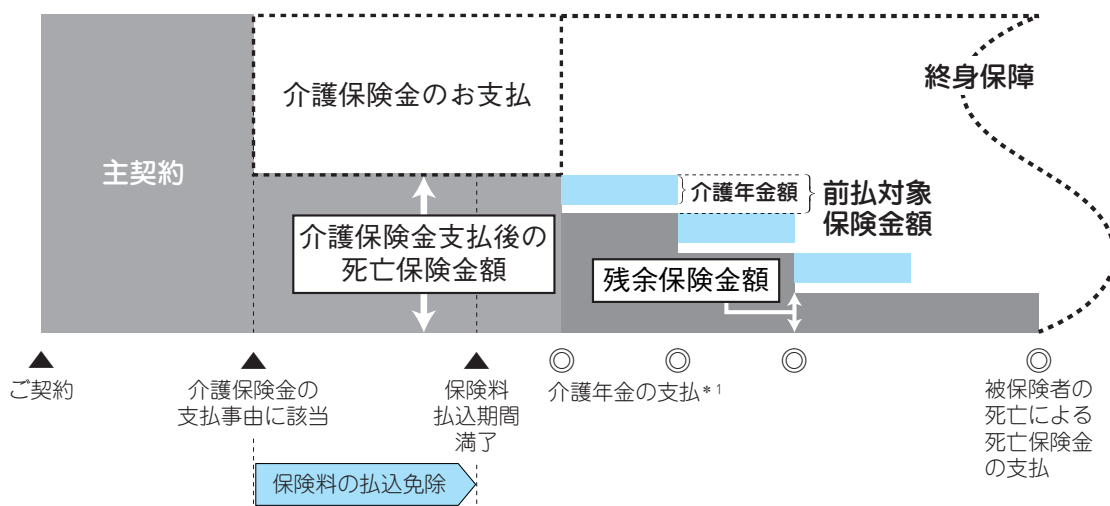 介護保険金のお支払
終身保障
主契約
介護年金額
前払対象
保険金額
介護保険金支払後の
死亡保険金額
残余保険金額
ご契約
介護保険金の
支払事由に該当
保険料
払込期間
満了
介護年金の支払*1
被保険者の
死亡による
死亡保険金
の支払
保険料の払込免除